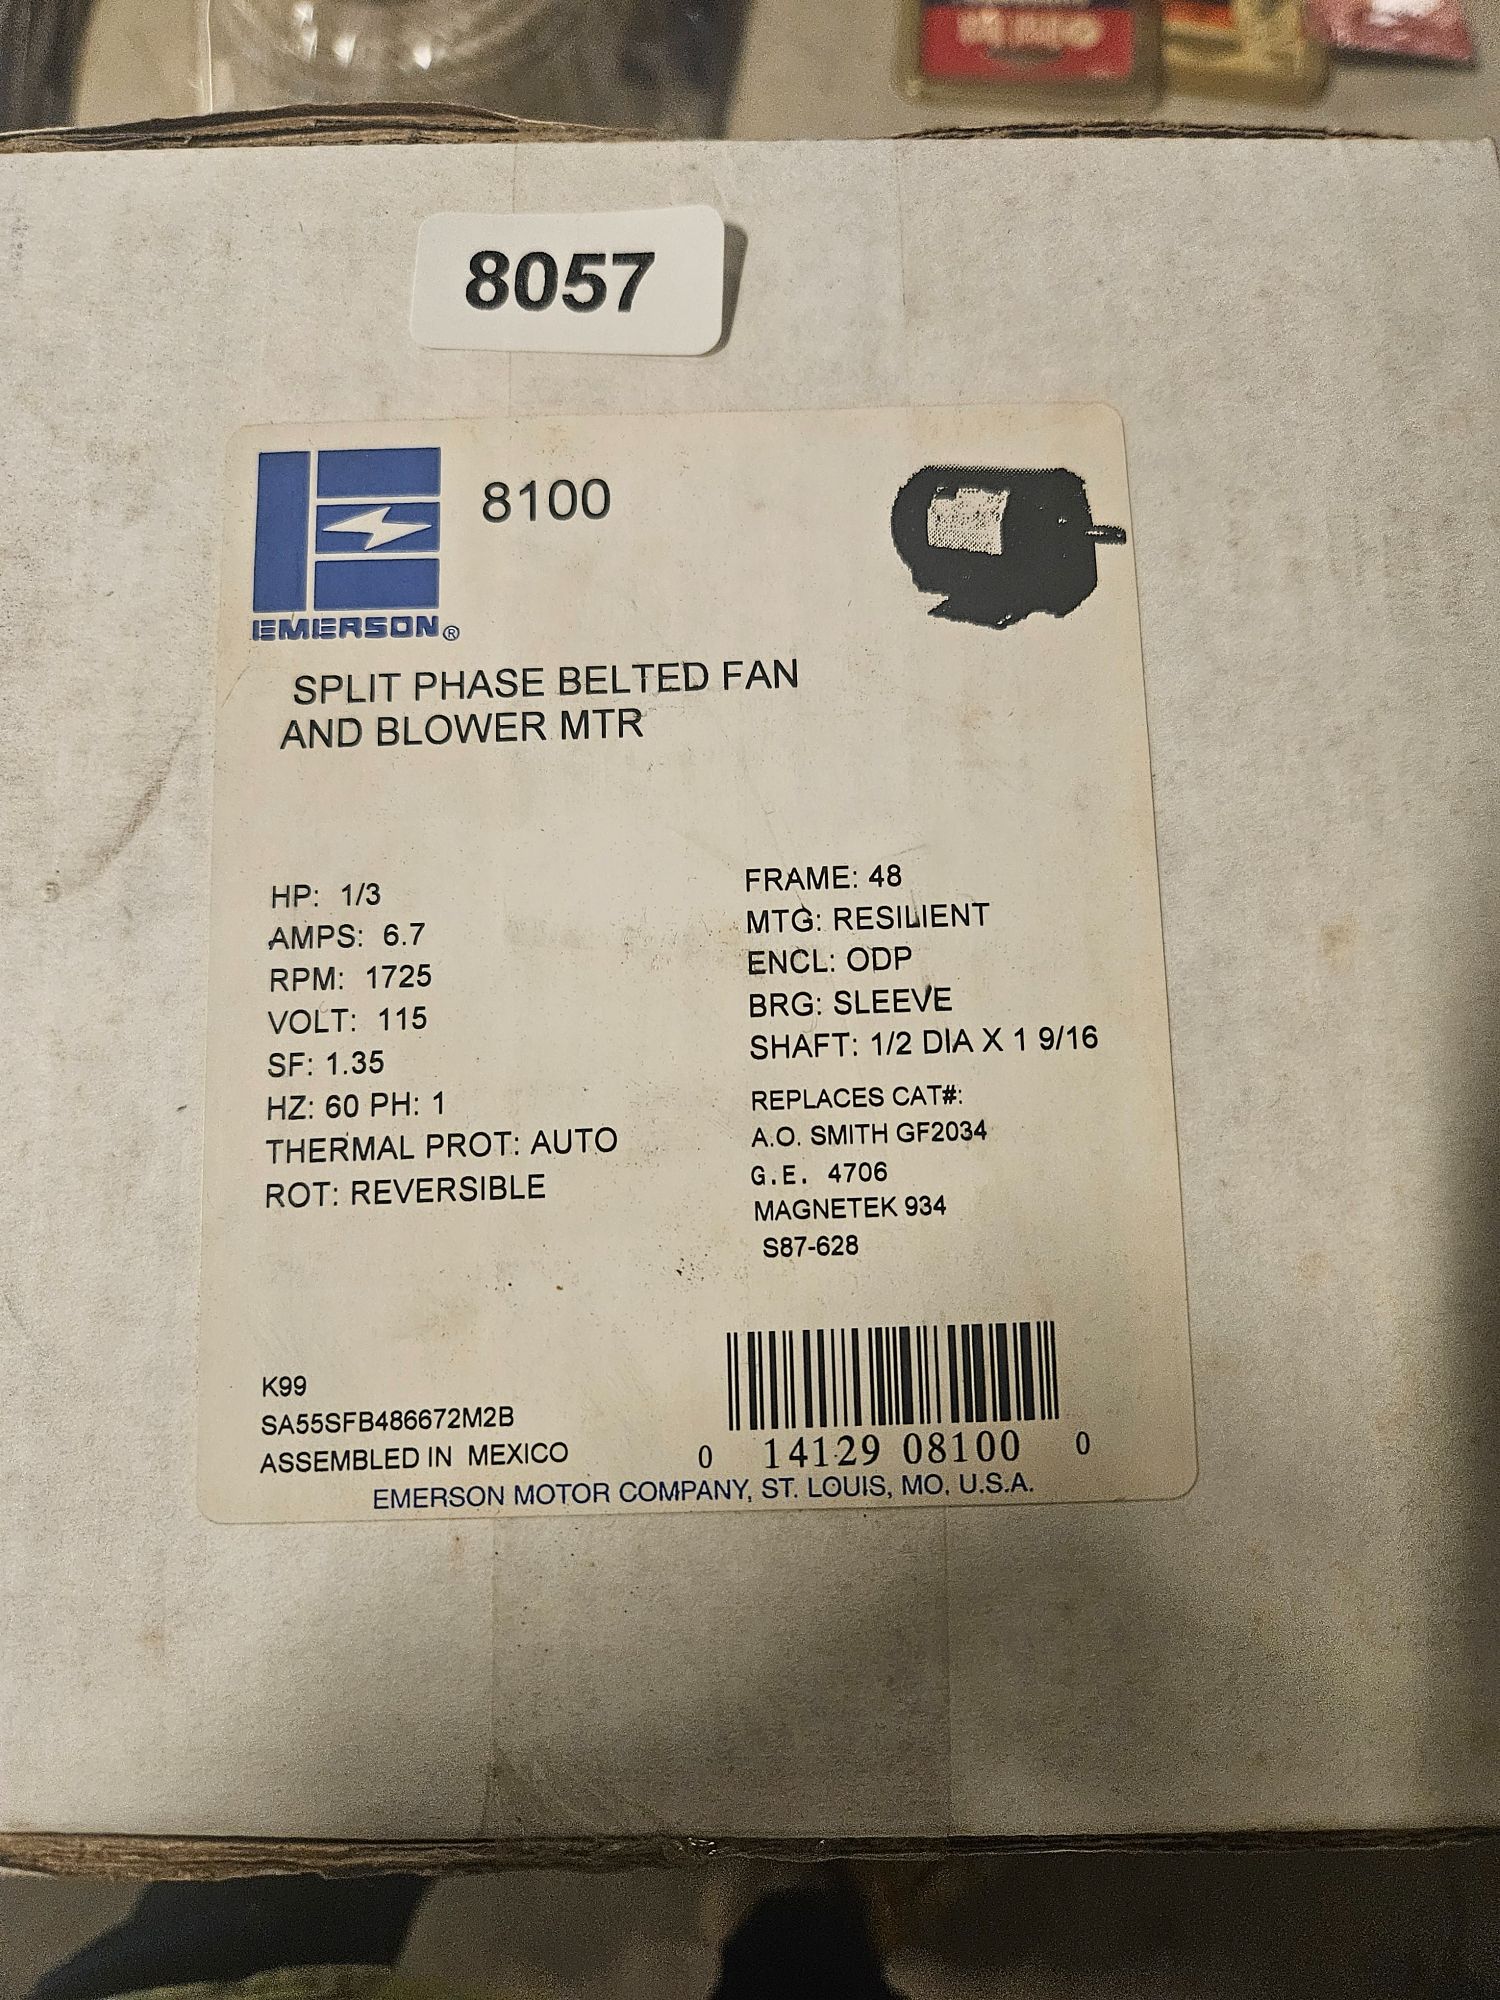 8057
8100
EMERSON®
SPLIT PHASE BELTED FAN
AND BLOWER MTR
HP: 1/3
AMPS: 6.7
RPM: 1725
VOLT: 115
SF: 1.35
HZ: 60 PH: 1
THERMAL PROT: AUTO
ROT: REVERSIBLE
FRAME: 48
MTG: RESILIENT
ENCL: ODP
BRG: SLEEVE
SHAFT: 1/2 DIA X 1 9/16
REPLACES CAT#:
A.O. SMITH GF2034
G.E. 4706
MAGNETEK 934
S87-628
K99
SA55SFB486672M2B
ASSEMBLED IN MEXICO
0 14129 08100 0
EMERSON MOTOR COMPANY, ST. LOUIS, MO, U.S.A.